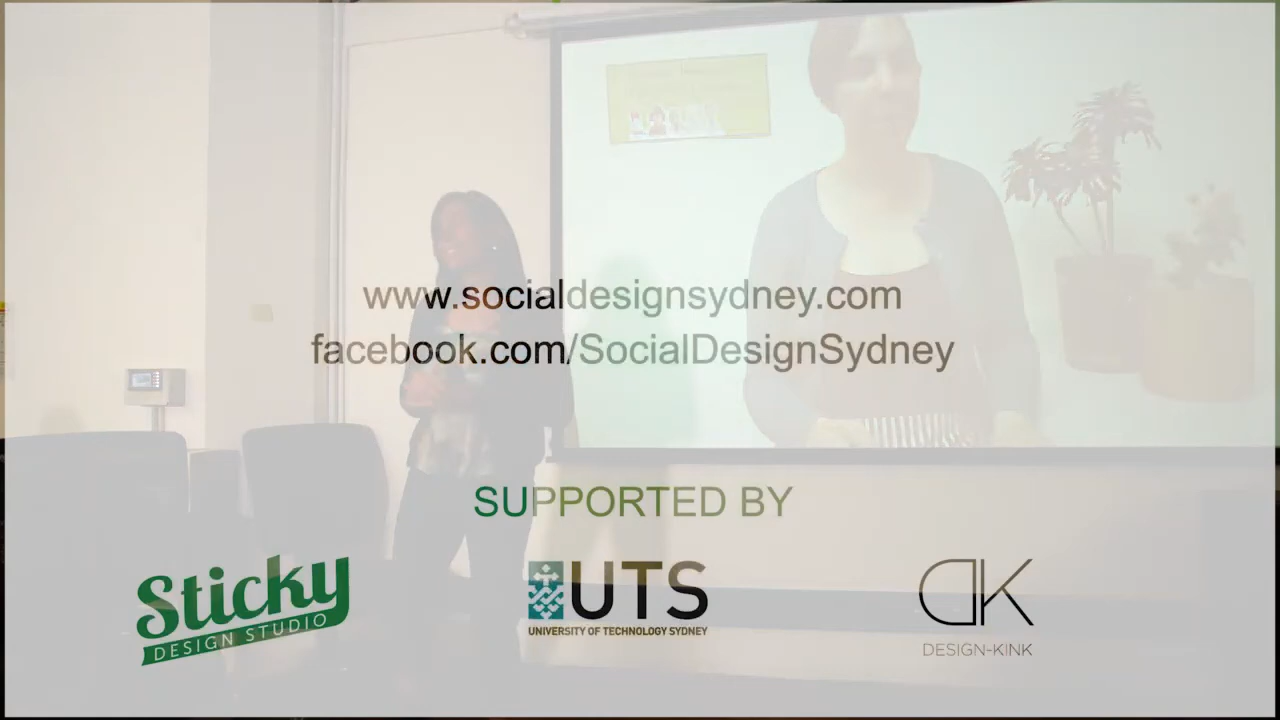 www.socialdesignsydney.com
facebook.com/SocialDesignSydney
SUPPORTED BY
Sticky
DESIGN STUDIO
UTS
UNIVERSITY OF TECHNOLOGY SYDNEY
DK
DESIGN-KINK